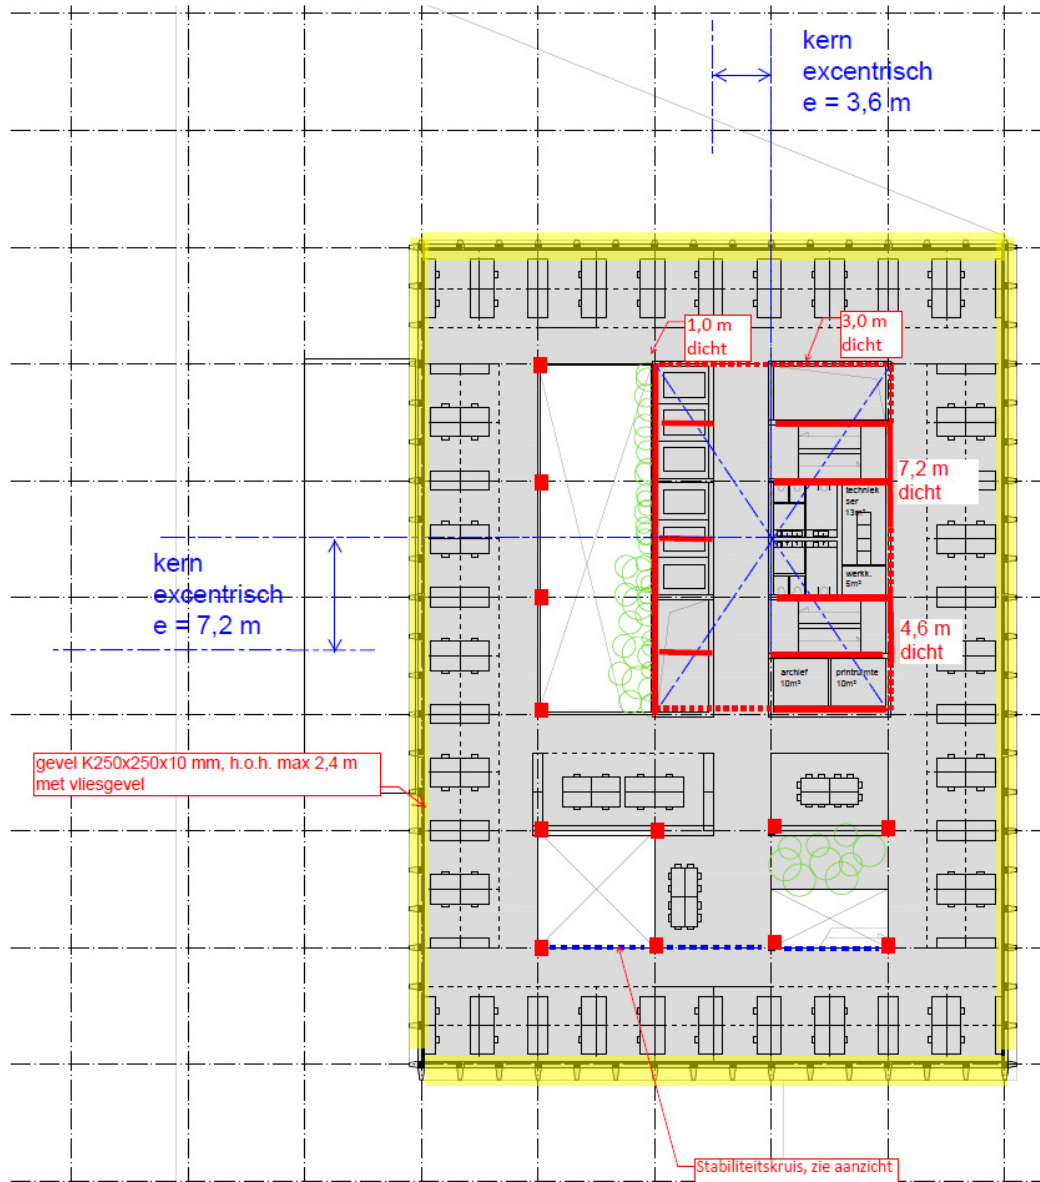 kern
excentrisch
e = 3,6 m
1,0 m
dicht
3,0 m
dicht
7,2 m
dicht
techniek
ser
13m²
kern
excentrisch
e = 7,2 m
werkk.
5m²
4,6 m
dicht
archief
10m²
printruimte
10m²
gevel K250x250x10 mm, h.o.h. max 2,4 m
met vliesgevel
Stabiliteitskruis, zie aanzicht